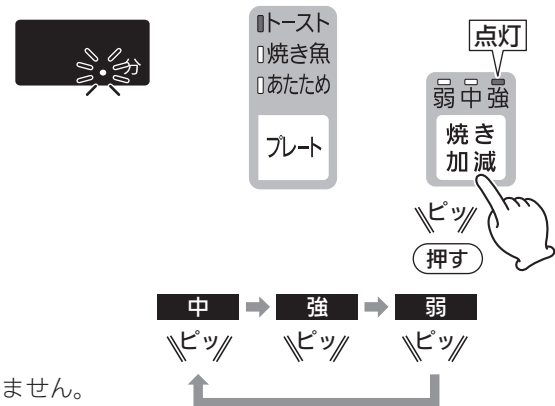 分
トースト
焼き魚
あたため
プレート
点灯
弱 中 強
焼き
加減
ピッ
押す
中 強 弱
ピッ ピッ ピッ
ません。